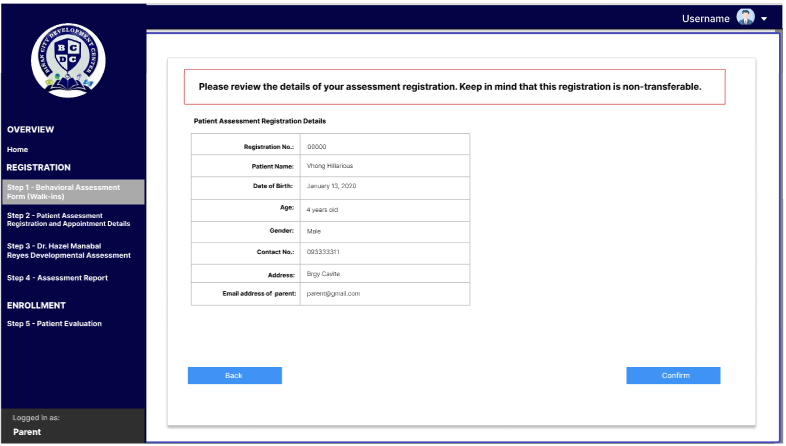 Username
BIÑAN CITY DEVELOPMENT CENTER
B C
D C
Please review the details of your assessment registration. Keep in mind that this registration is non-transferable.
OVERVIEW
Home
REGISTRATION
Step 1 - Behavioral Assessment
Form (Walk-ins)
Step 2 - Patient Assessment
Registration and Appointment Details
Step 3 - Dr. Hazel Manabal
Reyes Developmental Assessment
Step 4 - Assessment Report
ENROLLMENT
Step 5 - Patient Evaluation
Patient Assessment Registration Details
Registration No.: 00000
Patient Name: Vhong Hillarious
Date of Birth: January 13, 2020
Age: 4 years old
Gender: Male
Contact No.: 093333311
Address: Brgy Cavite
Email address of parent: parent@gmail.com
Back
Confirm
Logged in as:
Parent